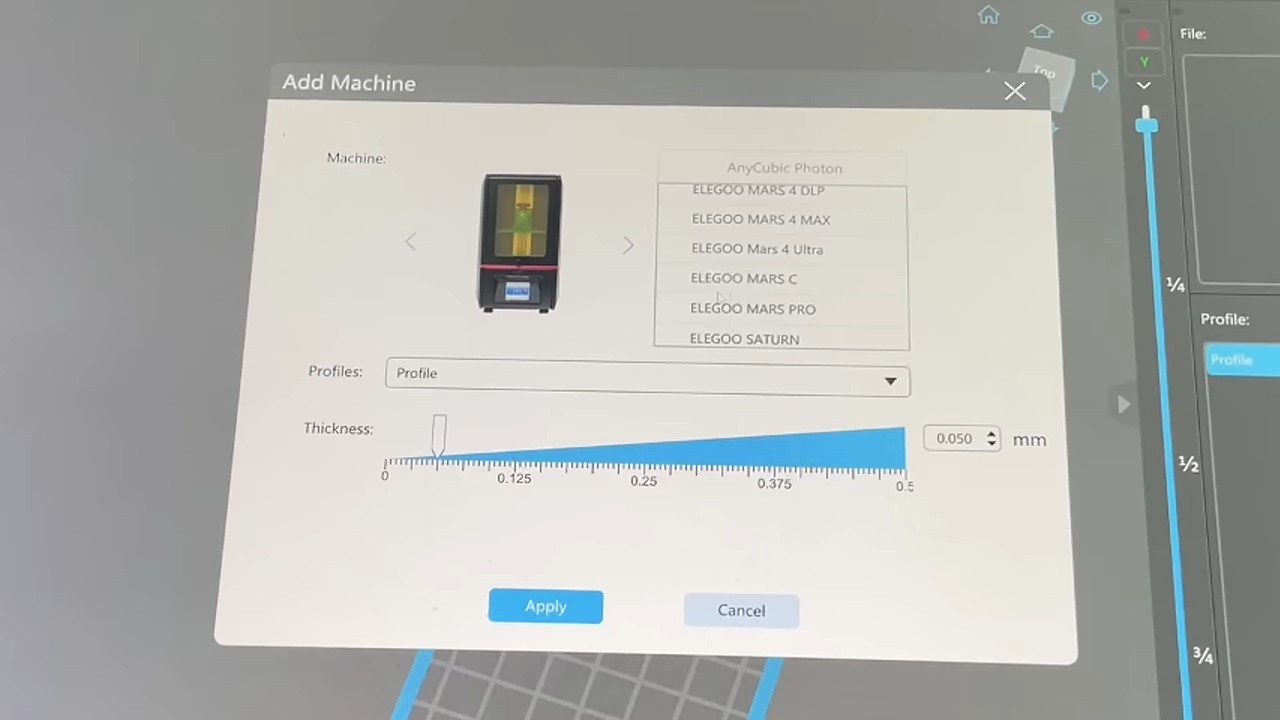 Add Machine
Machine:
AnyCubic Photon
ELEGOO MARS 4 DLP
ELEGOO MARS 4 MAX
ELEGOO Mars 4 Ultra
ELEGOO MARS C
ELEGOO MARS PRO
ELEGOO SATURN
Profiles:
Profile
Thickness:
0.050
mm
0
0.125
0.25
0.375
0.5
Apply
Cancel
Top
Y
File:
1/4
Profile:
Profile
1/2
3/4